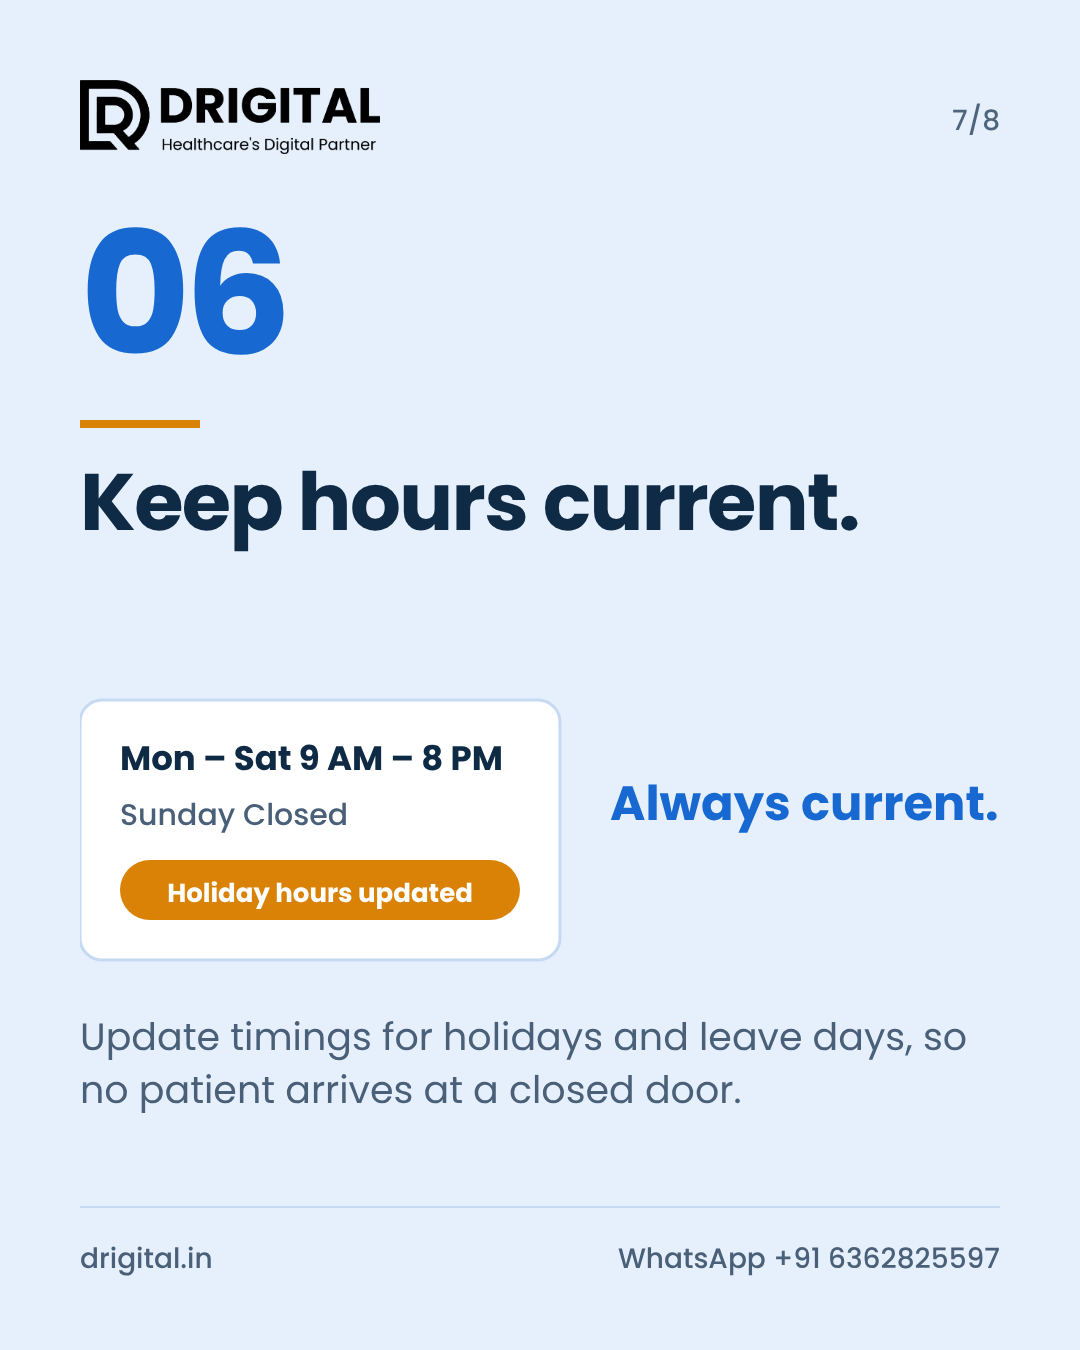 DRIGITAL
Healthcare's Digital Partner
7/8
06
Keep hours current.
Mon – Sat 9 AM – 8 PM
Sunday Closed
Holiday hours updated
Always current.
Update timings for holidays and leave days, so
no patient arrives at a closed door.
drigital.in
WhatsApp +91 6362825597